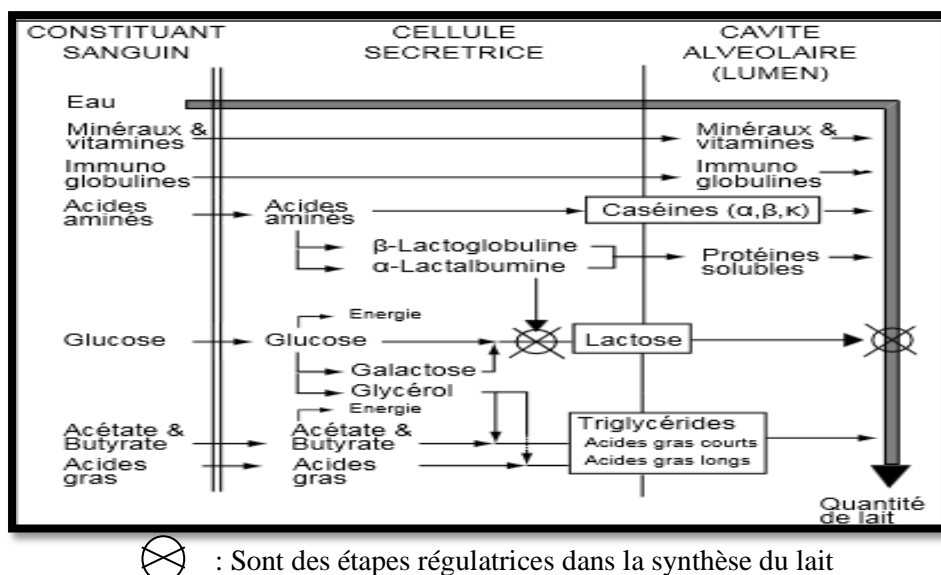 CONSTITUANT SANGUIN
CELLULE SECRETRICE
CAVITE ALVEOLAIRE (LUMEN)
Eau
Minéraux & vitamines
Minéraux & vitamines
Immuno globulines
Immuno globulines
Acides aminés
Acides aminés
Caséines (α,β,κ)
β-Lactoglobuline
α-Lactalbumine
Protéines solubles
Energie
Glucose
Glucose
Lactose
Galactose
Glycérol
Energie
Acétate & Butyrate
Acétate & Butyrate
Triglycérides
Acides gras courts
Acides gras longs
Acides gras
Acides gras
Quantité de lait
: Sont des étapes régulatrices dans la synthèse du lait